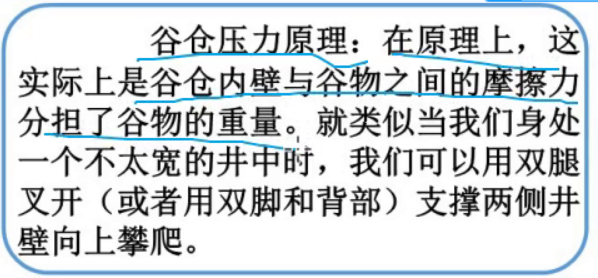 谷仓压力原理：在原理上，这
实际上是谷仓内壁与谷物之间的摩擦力
分担了谷物的重量。就类似当我们身处
一个不太宽的井中时，我们可以用双腿
叉开（或者用双脚和背部）支撑两侧井
壁向上攀爬。